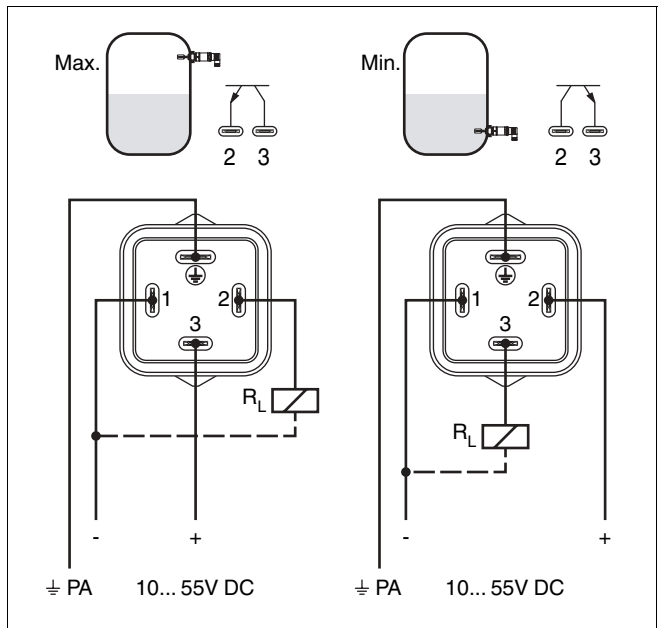 Max.
2 3
Min.
2 3
1
2
3
R_L
- +
⏚ PA 10... 55V DC
1
2
3
R_L
- +
⏚ PA 10... 55V DC